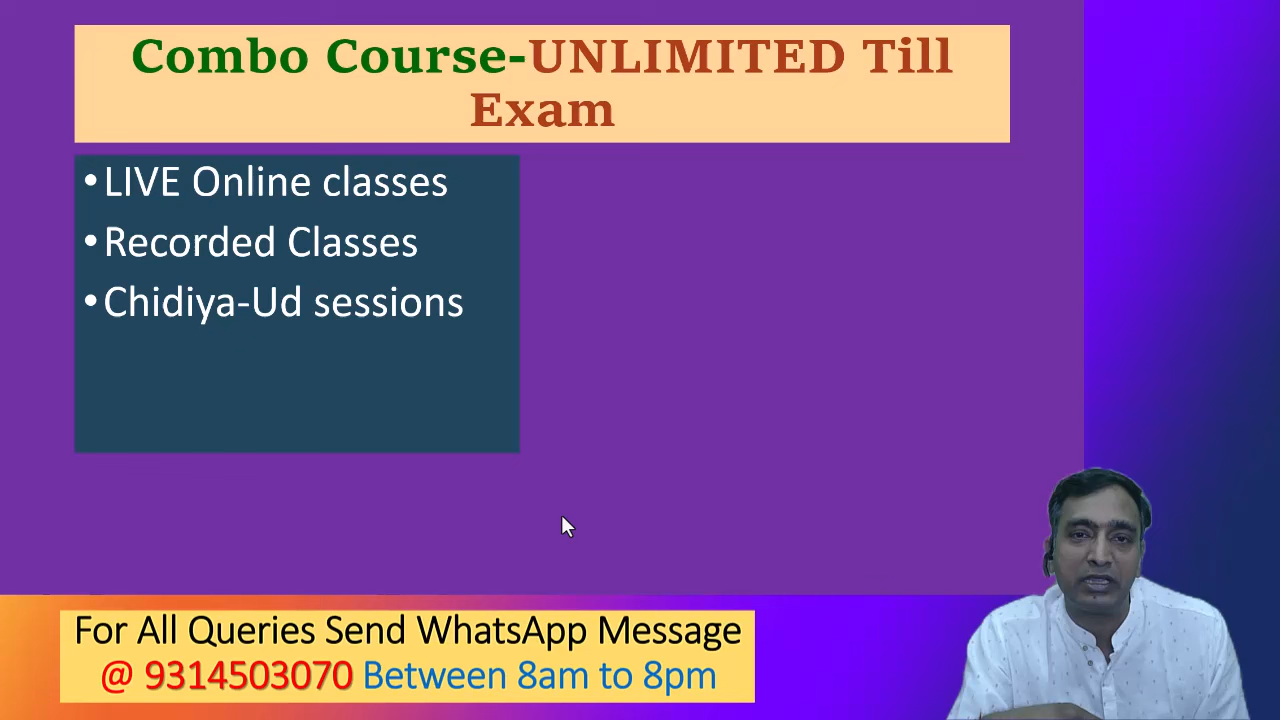 Combo Course-UNLIMITED Till
Exam
•LIVE Online classes
•Recorded Classes
•Chidiya-Ud sessions
For All Queries Send WhatsApp Message
@ 9314503070 Between 8am to 8pm